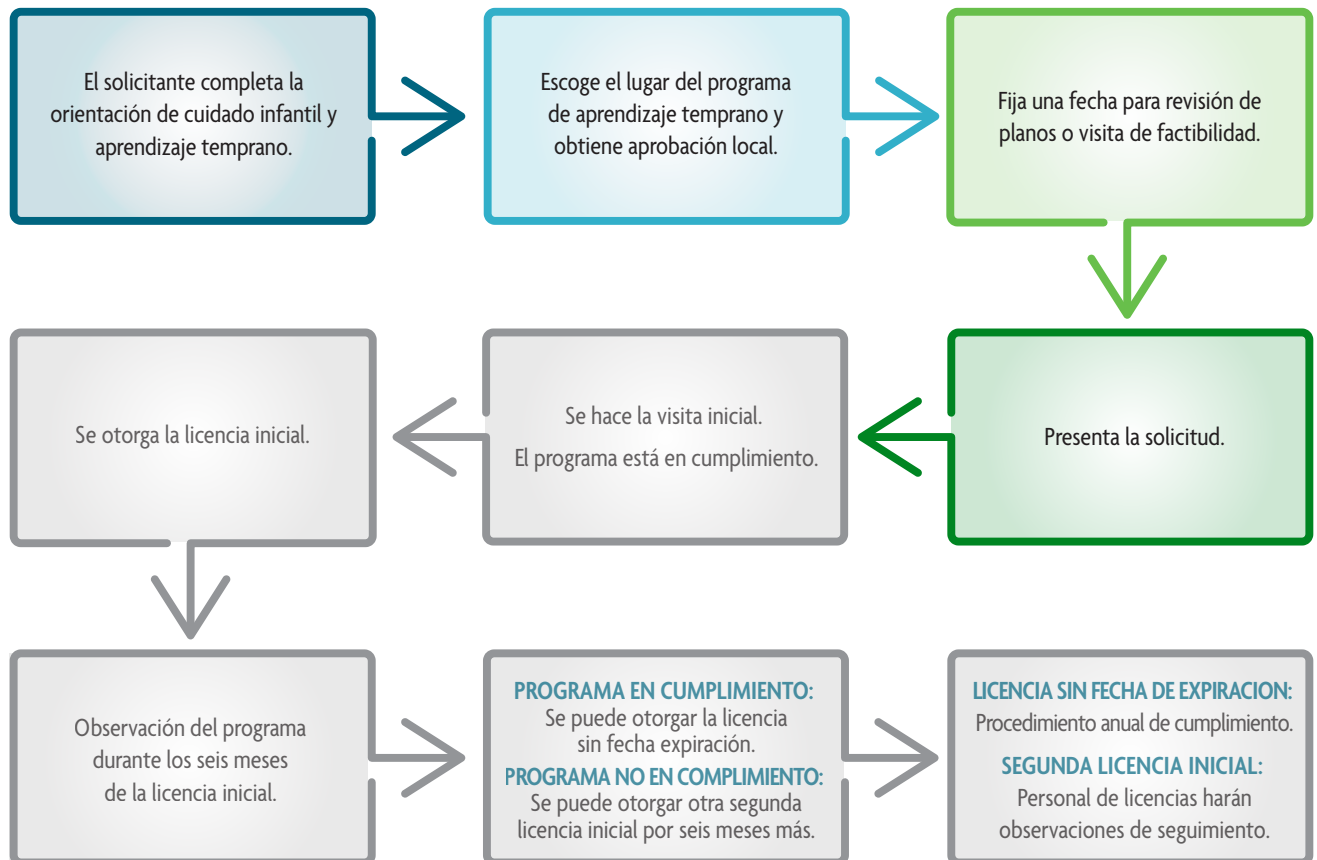 El solicitante completa la
orientación de cuidado infantil y
aprendizaje temprano.
Escoge el lugar del programa
de aprendizaje temprano y
obtiene aprobación local.
Fija una fecha para revisión de
planos o visita de factibilidad.
Presenta la solicitud.
Se hace la visita inicial.
El programa está en cumplimiento.
Se otorga la licencia inicial.
Observación del programa
durante los seis meses
de la licencia inicial.
PROGRAMA EN CUMPLIMIENTO:
Se puede otorgar la licencia
sin fecha expiración.
PROGRAMA NO EN COMPLIMIENTO:
Se puede otorgar otra segunda
licencia inicial por seis meses más.
LICENCIA SIN FECHA DE EXPIRACION:
Procedimiento anual de cumplimiento.
SEGUNDA LICENCIA INICIAL:
Personal de licencias harán
observaciones de seguimiento.